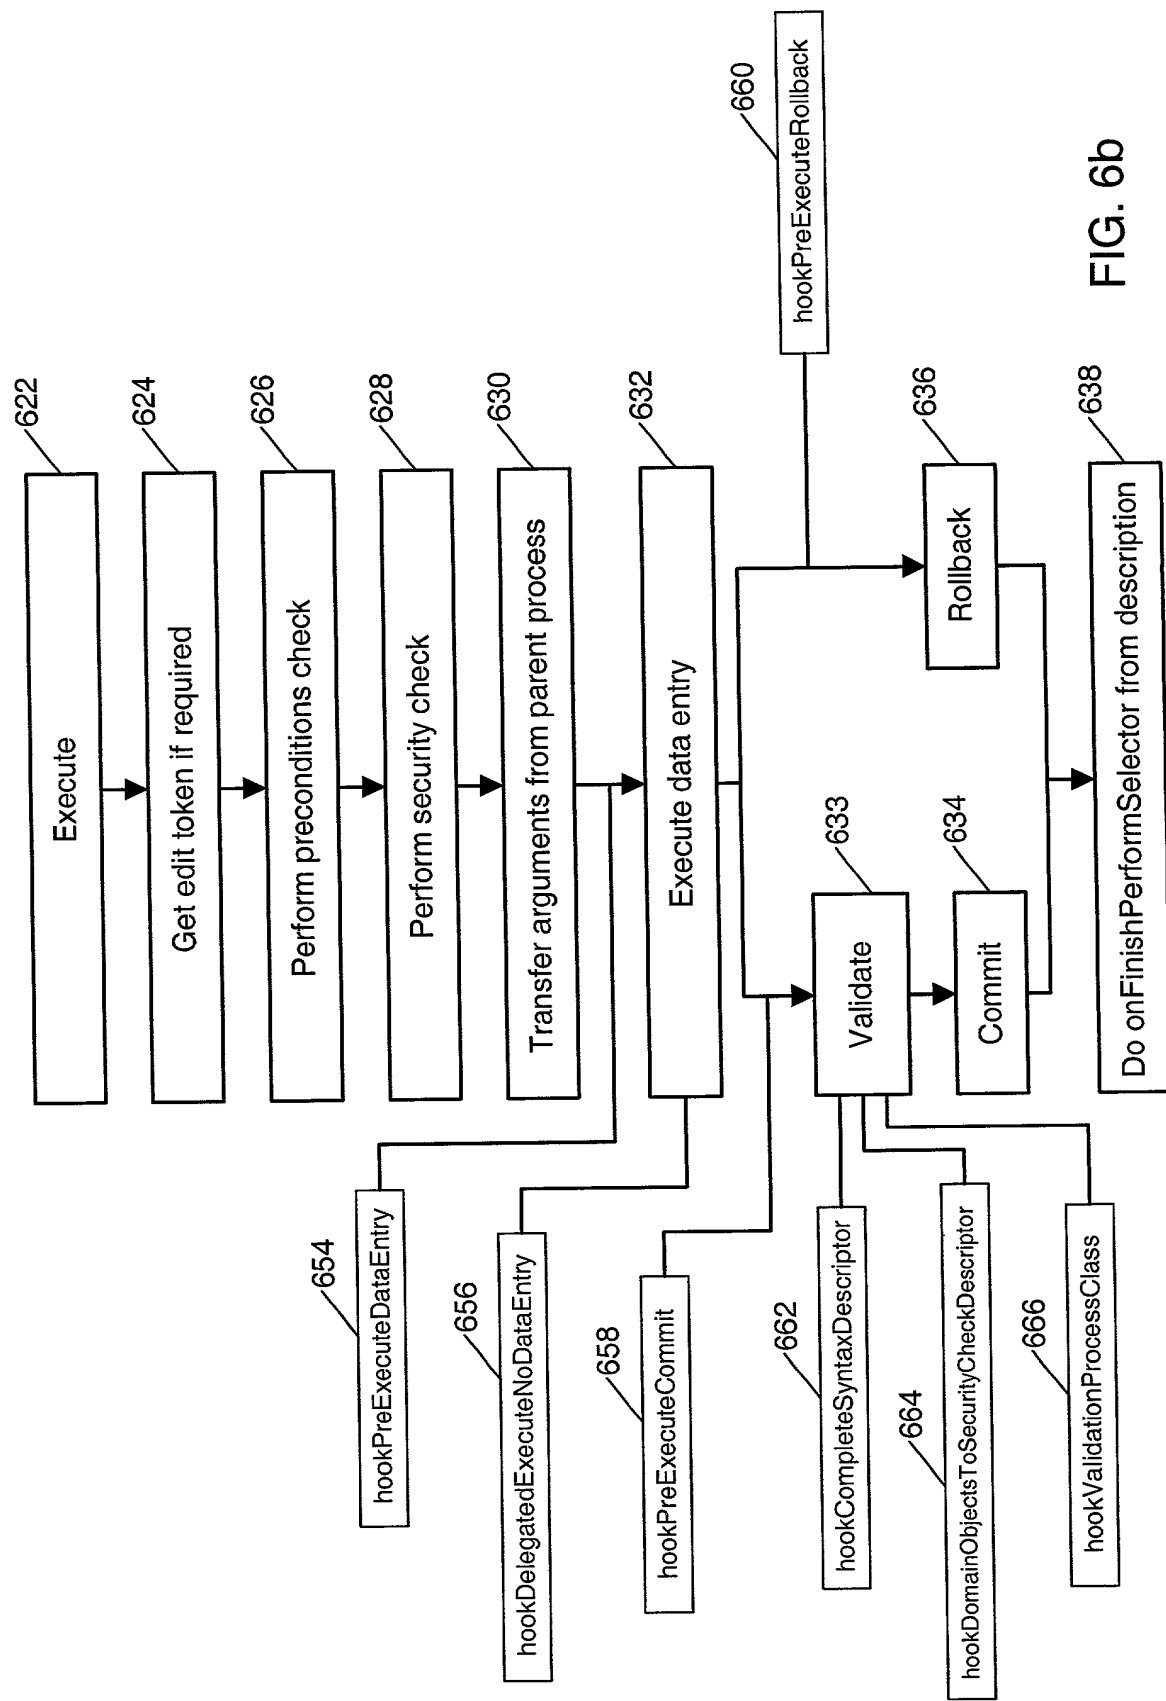 622
Execute
624
Get edit token if required
626
Perform preconditions check
628
Perform security check
630
Transfer arguments from parent process
654
hookPreExecuteDataEntry
632
Execute data entry
656
hookDelegatedExecuteNoDataEntry
660
hookPreExecuteRollback
658
hookPreExecuteCommit
633
Validate
662
hookCompleteSyntaxDescriptor
664
hookDomainObjectsToSecurityCheckDescriptor
666
hookValidationProcessClass
634
Commit
636
Rollback
638
Do onFinishPerformSelector from description
FIG. 6b